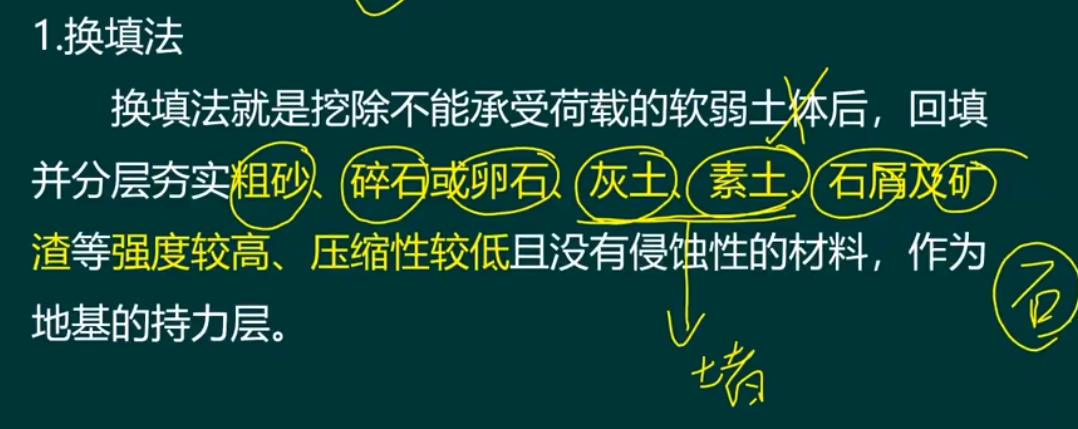 1.换填法
换填法就是挖除不能承受荷载的软弱土体后，回填
并分层夯实粗砂、碎石或卵石、灰土、素土、石屑及矿
渣等强度较高、压缩性较低且没有侵蚀性的材料，作为
地基的持力层。
石
堵